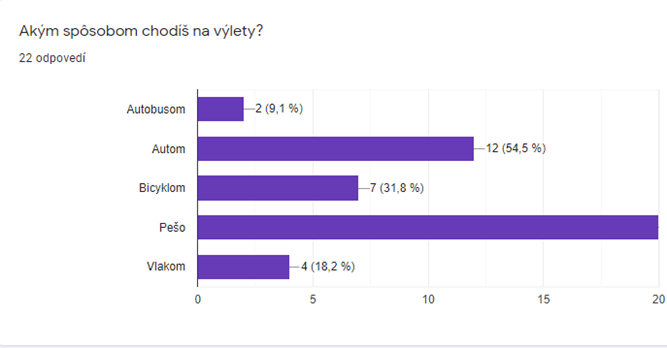 Akým spôsobom chodíš na výlety?
22 odpovedí
Autobusom 2 (9,1 %)
Autom 12 (54,5 %)
Bicyklom 7 (31,8 %)
Pešo
Vlakom 4 (18,2 %)
0 5 10 15 20